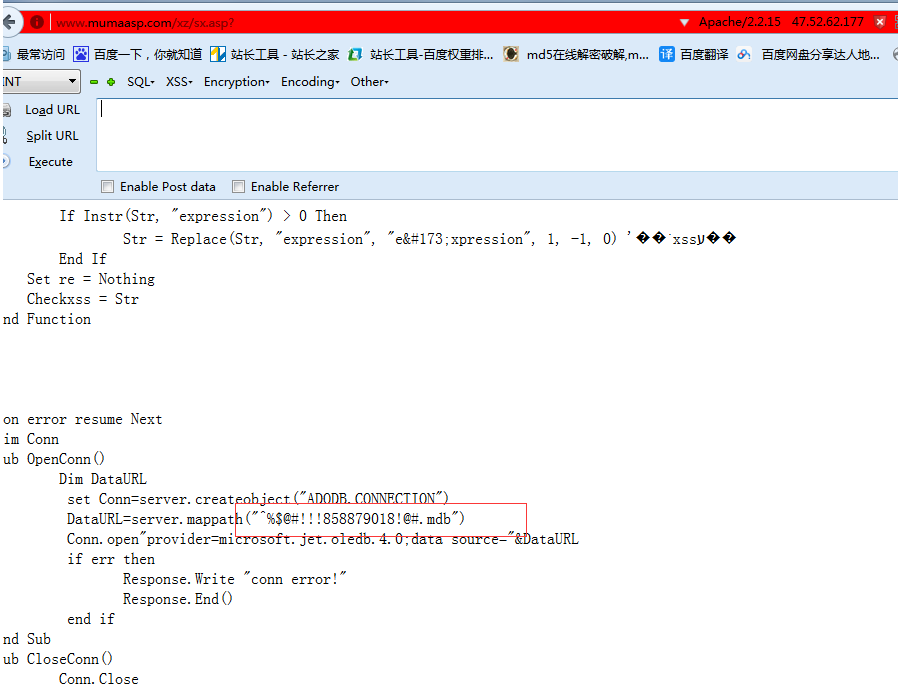 www.mumaasp.com/xz/sx.asp? Apache/2.2.15 47.52.62.177
最常访问 百度一下，你就知道 站长工具 - 站长之家 站长工具-百度权重排... md5在线解密破解,m... 百度翻译 百度网盘分享达人地...
INT SQL XSS Encryption Encoding Other
Load URL
Split URL
Execute
Enable Post data Enable Referrer
If Instr(Str, "expression") > 0 Then
Str = Replace(Str, "expression", "e&#173;xpression", 1, -1, 0) '��`xssע��
End If
Set re = Nothing
Checkxss = Str
nd Function
on error resume Next
im Conn
ub OpenConn()
Dim DataURL
set Conn=server.createobject("ADODB.CONNECTION")
DataURL=server.mappath("^%$@#!!!858879018!@#.mdb")
Conn.open"provider=microsoft.jet.oledb.4.0;data source="&DataURL
if err then
Response.Write "conn error!"
Response.End()
end if
nd Sub
ub CloseConn()
Conn.Close